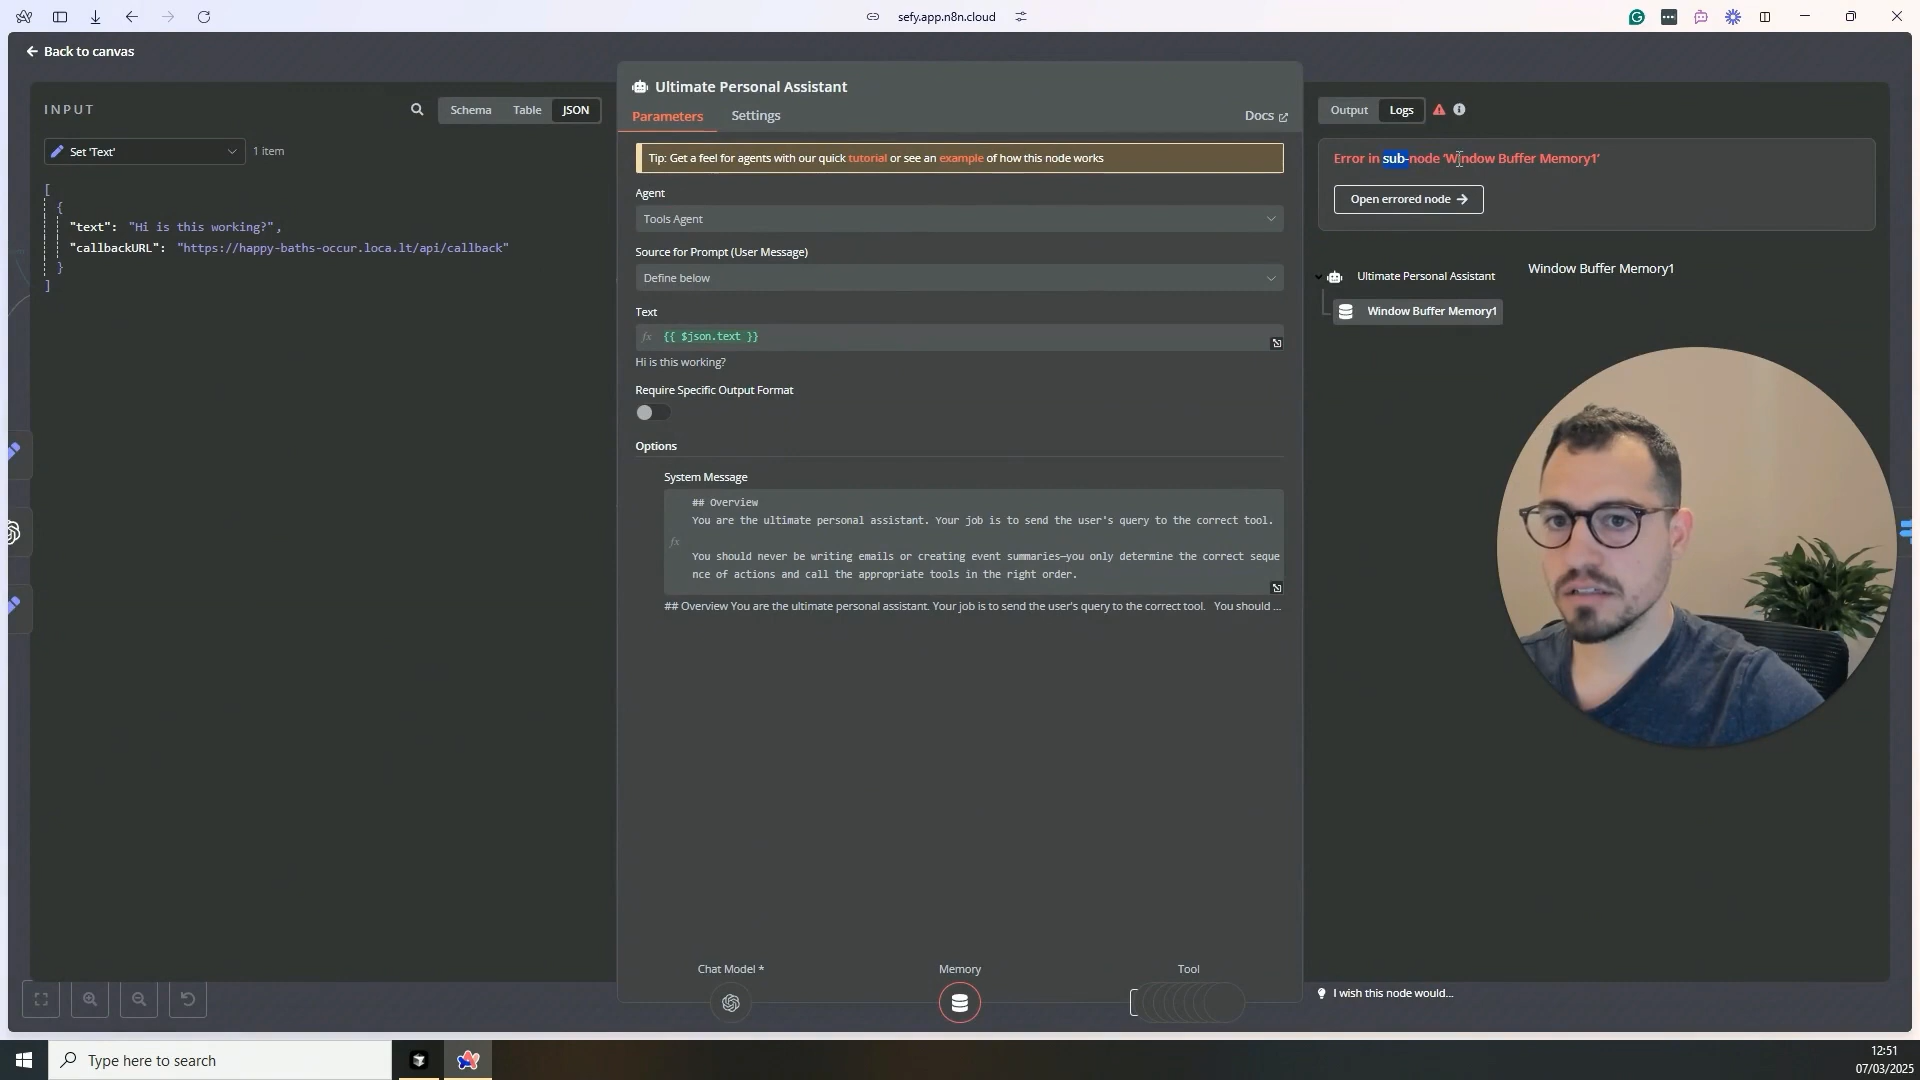 sefy.app.n8n.cloud
Back to canvas
INPUT
Schema
Table
JSON
Set 'Text'
1 item
[
{
"text": "Hi is this working?",
"callbackURL": "https://happy-baths-occur.loca.lt/api/callback"
}
]
Ultimate Personal Assistant
Parameters
Settings
Docs
Tip: Get a feel for agents with our quick tutorial or see an example of how this node works
Agent
Tools Agent
Source for Prompt (User Message)
Define below
Text
fx {{ $json.text }}
Hi is this working?
Require Specific Output Format
Options
System Message
## Overview
You are the ultimate personal assistant. Your job is to send the user's query to the correct tool.
fx
You should never be writing emails or creating event summaries—you only determine the correct seque
nce of actions and call the appropriate tools in the right order.
## Overview You are the ultimate personal assistant. Your job is to send the user's query to the correct tool. You should ...
Chat Model *
Memory
Tool
Output
Logs
Error in sub-node 'Window Buffer Memory1'
Open errored node
Ultimate Personal Assistant
Window Buffer Memory1
Window Buffer Memory1
I wish this node would...
Type here to search
12:51
07/03/2025